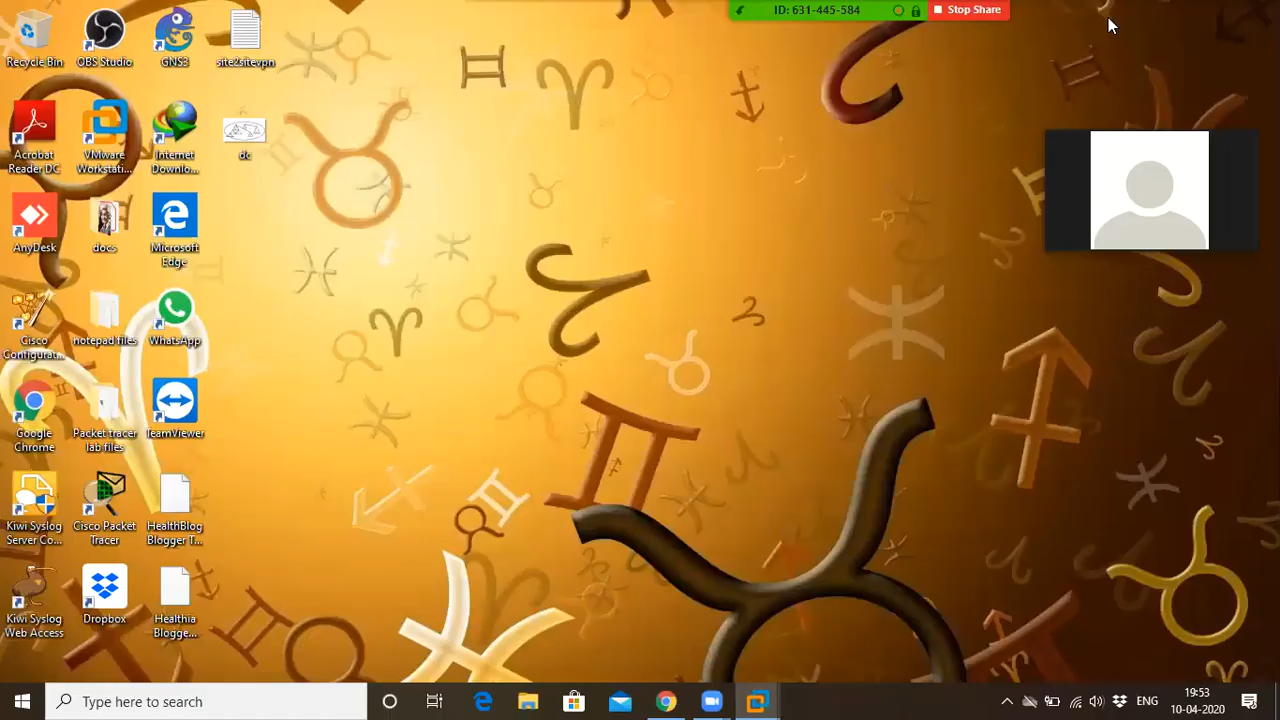 ID: 631-445-584
Stop Share
Recycle Bin
OBS Studio
GNS3
site2sitevpn
Acrobat
Reader DC
VMware
Workstati...
Internet
Downlo...
dc
AnyDesk
docs
Microsoft
Edge
Cisco
Configurat...
notepad files
WhatsApp
Google
Chrome
Packet tracer
lab files
TeamViewer
Kiwi Syslog
Server Co...
Cisco Packet
Tracer
HealthBlog
Blogger T...
Kiwi Syslog
Web Access
Dropbox
Healthia
Blogge...
Type here to search
ENG
19:53
10-04-2020